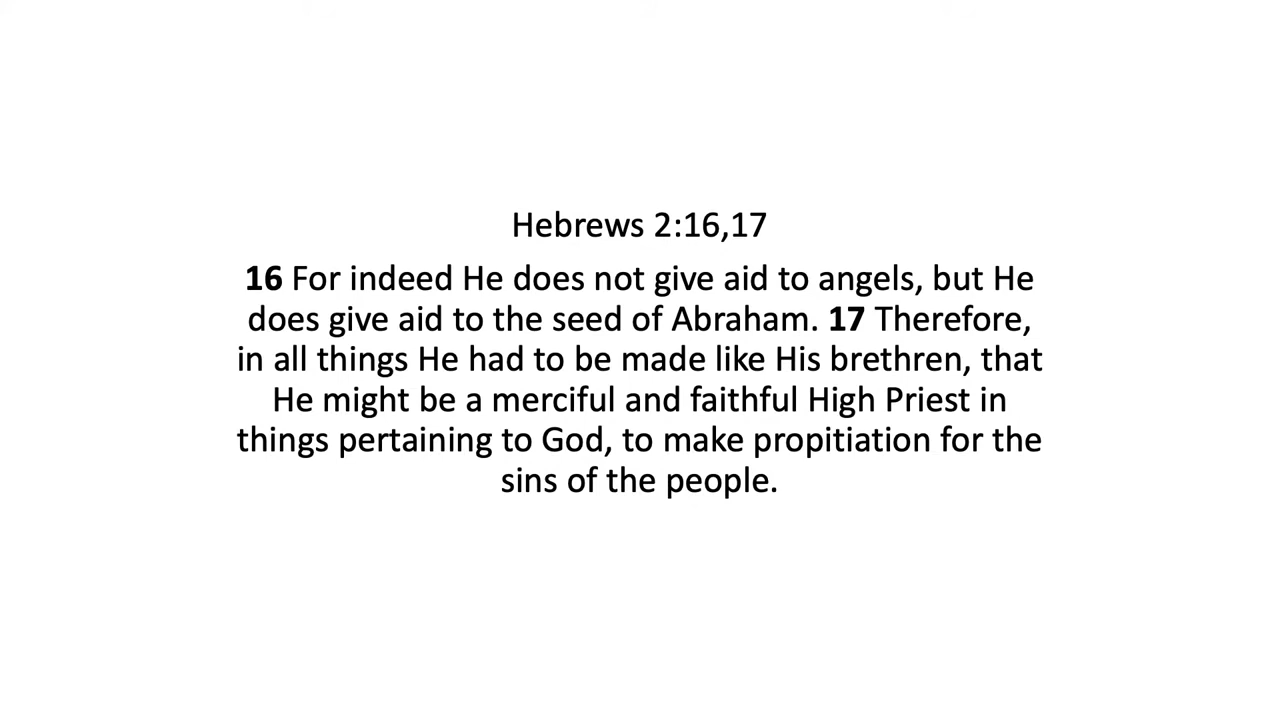 Hebrews 2:16,17
16 For indeed He does not give aid to angels, but He
does give aid to the seed of Abraham. 17 Therefore,
in all things He had to be made like His brethren, that
He might be a merciful and faithful High Priest in
things pertaining to God, to make propitiation for the
sins of the people.